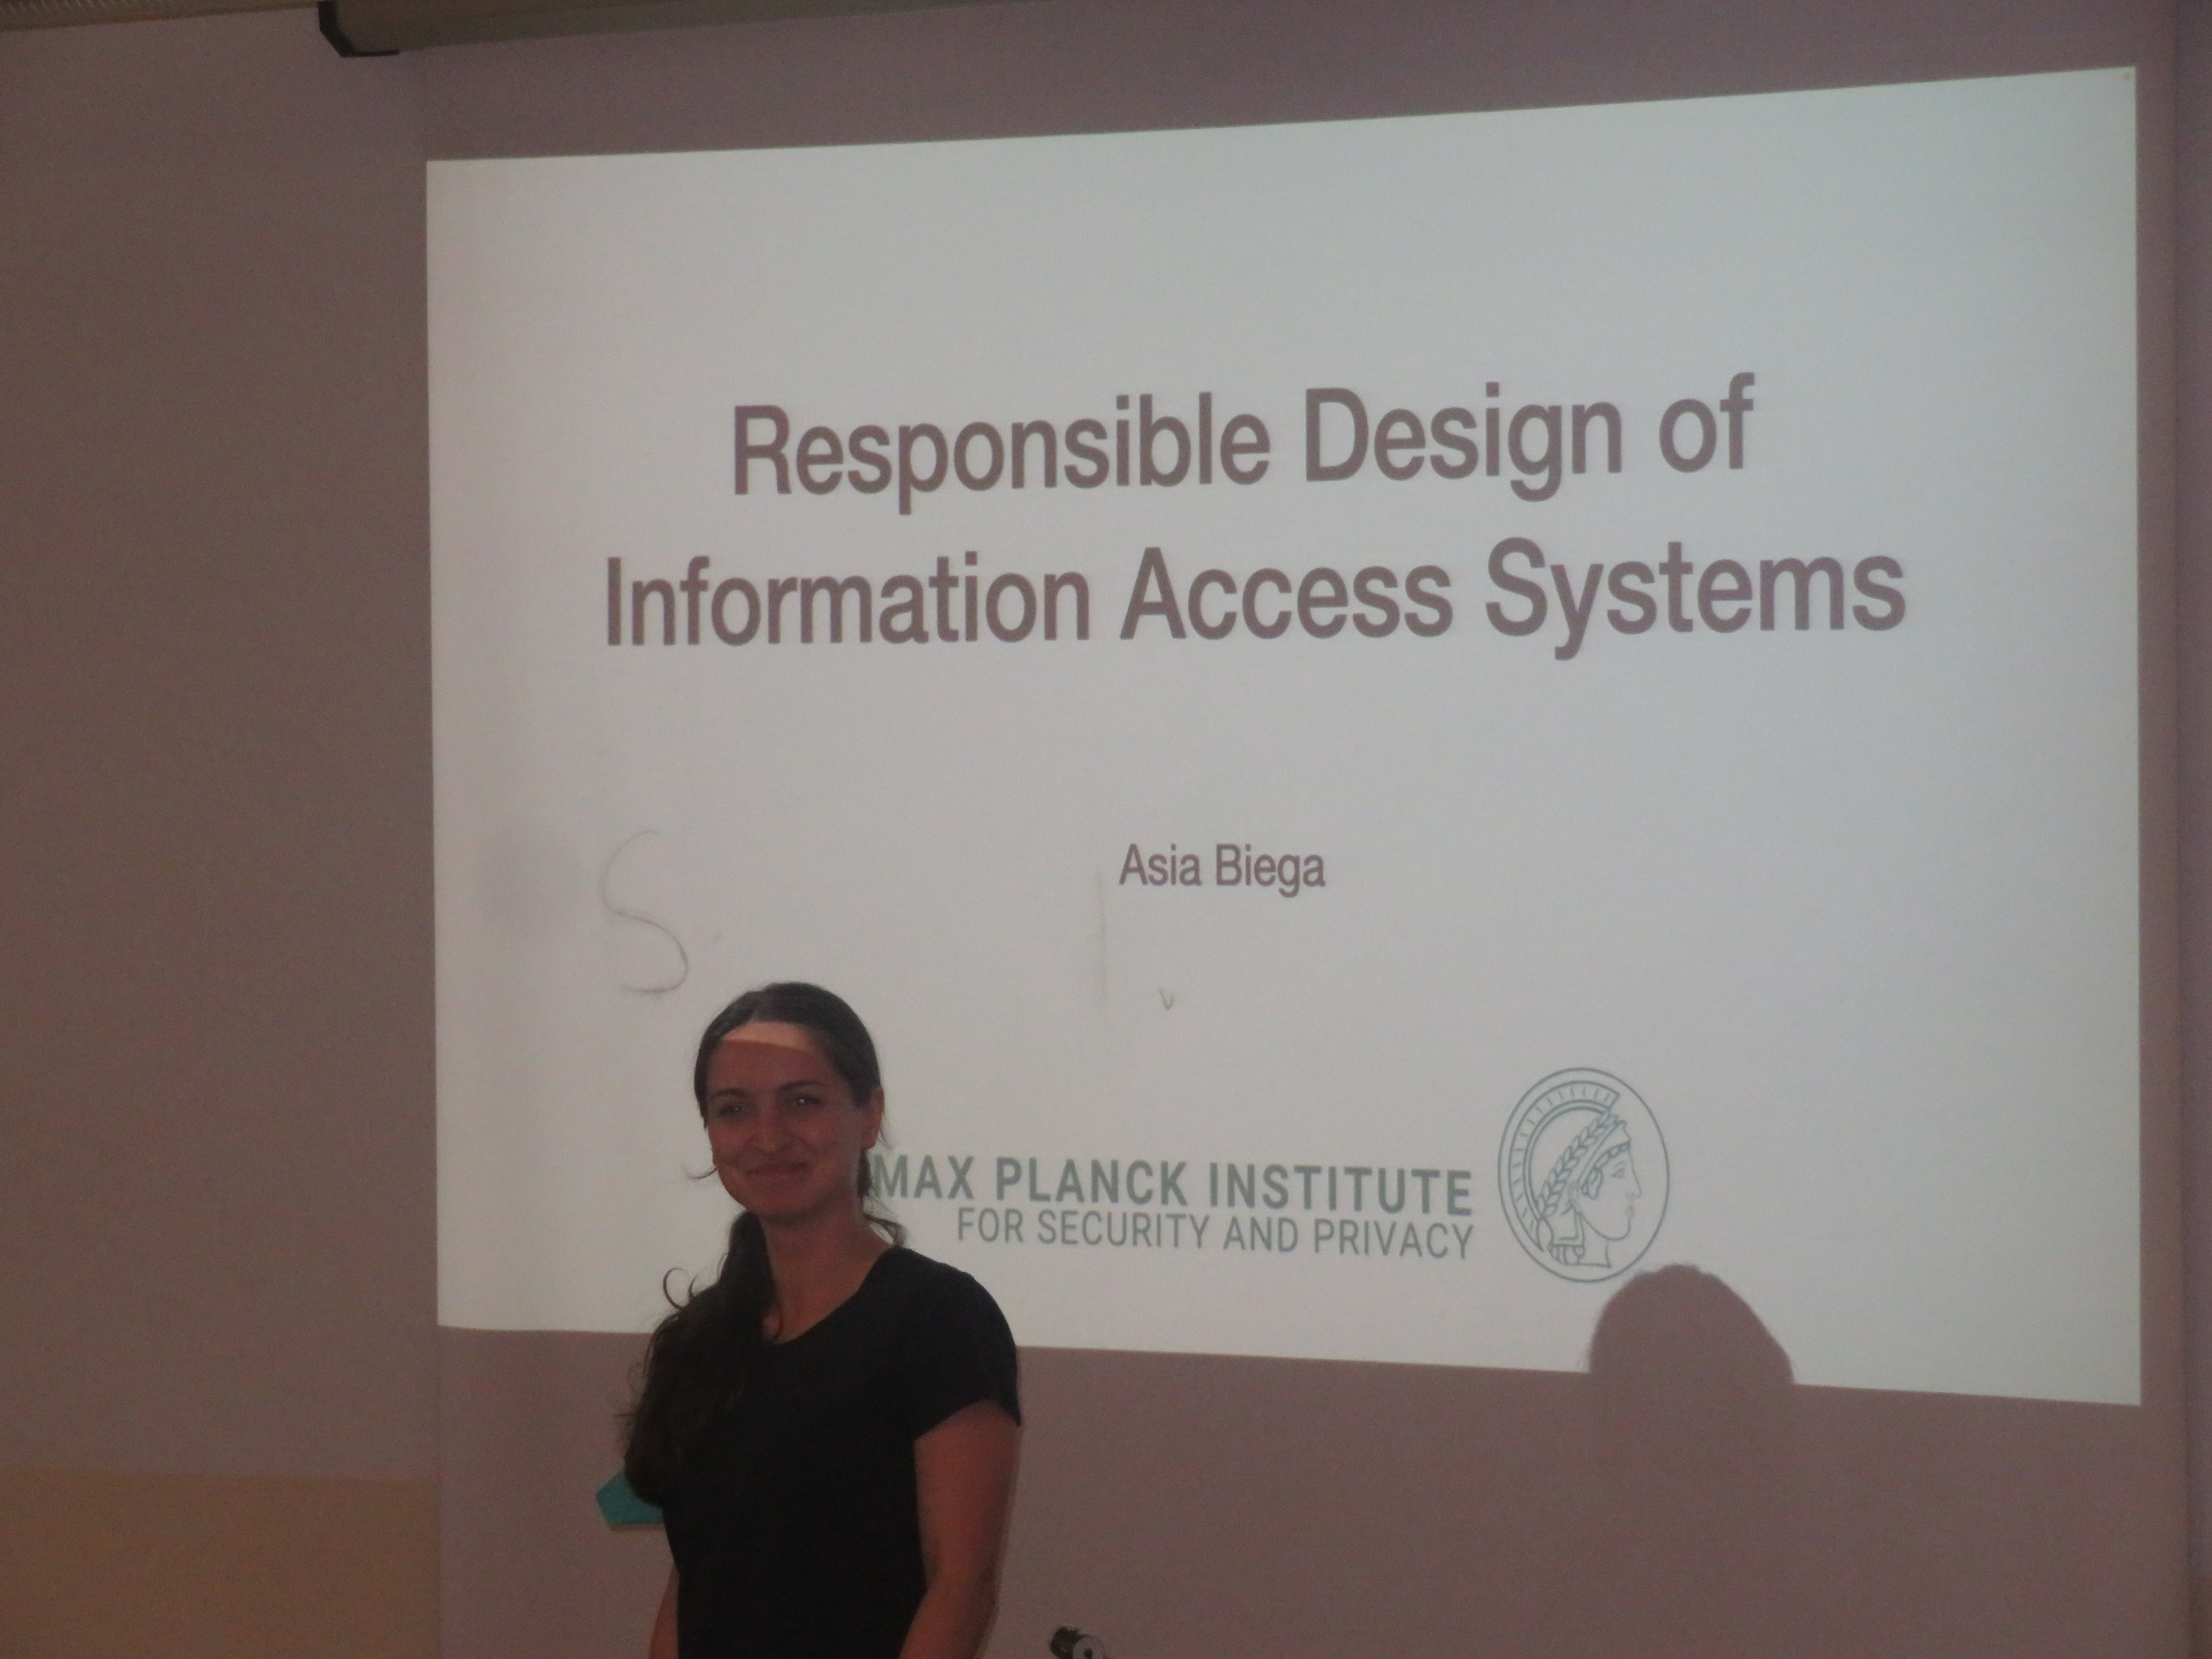 Responsible Design of
Information Access Systems
Asia Biega
S
MAX PLANCK INSTITUTE
FOR SECURITY AND PRIVACY